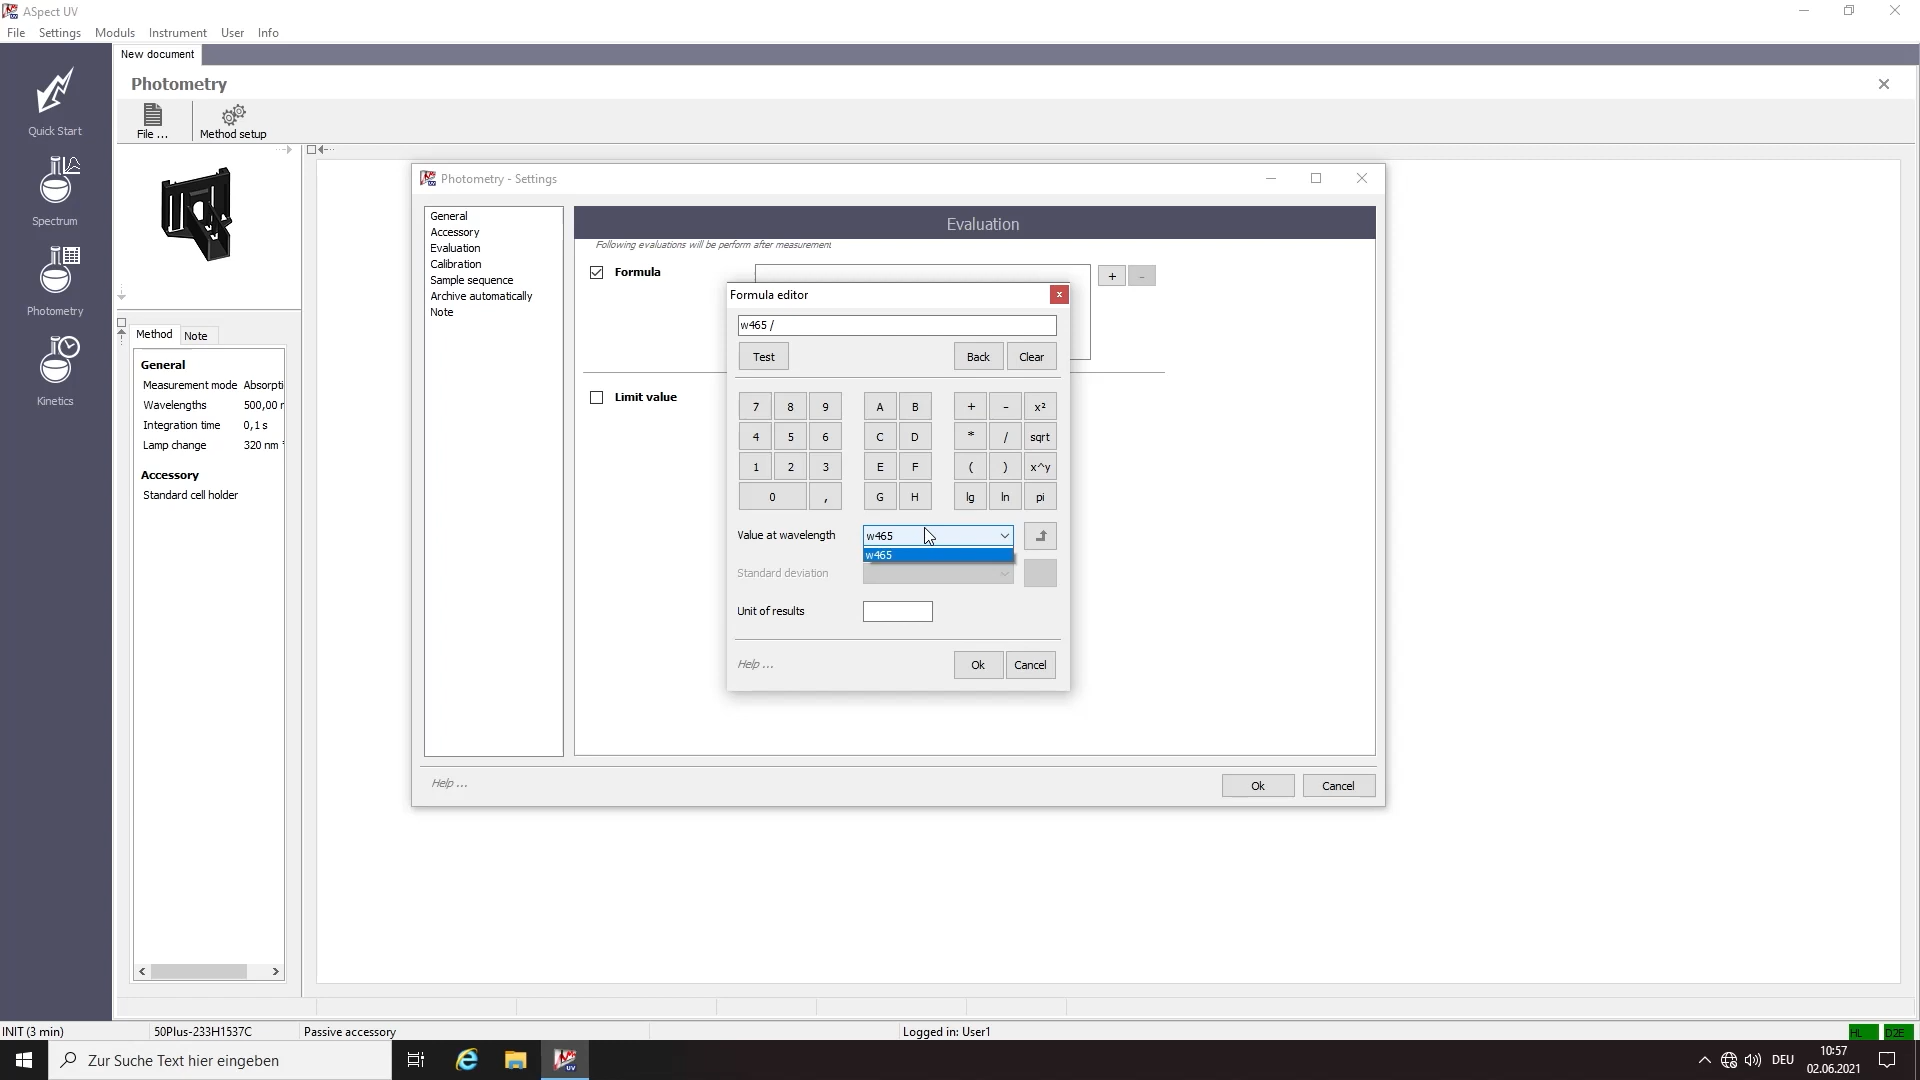 ASpect UV
File Settings Moduls Instrument User Info
New document
Photometry
File ...
Method setup
Quick Start
Spectrum
Photometry
Kinetics
Method Note
General
Measurement mode Absorpti
Wavelengths 500,00 r
Integration time 0,1 s
Lamp change 320 nm
Accessory
Standard cell holder
Photometry - Settings
General
Accessory
Evaluation
Calibration
Sample sequence
Archive automatically
Note
Evaluation
Following evaluations will be perform after measurement
Formula
+ -
Limit value
Formula editor
x
w465 /
Test Back Clear
7 8 9 A B + - x²
4 5 6 C D * / sqrt
1 2 3 E F ( ) x^y
0 , G H lg ln pi
Value at wavelength w465
w465
Standard deviation
Unit of results
Help ... Ok Cancel
Help ... Ok Cancel
INIT (3 min) 50Plus-233H1537C Passive accessory Logged in: User1 HL D2E
Zur Suche Text hier eingeben
UV
DEU
10:57
02.06.2021